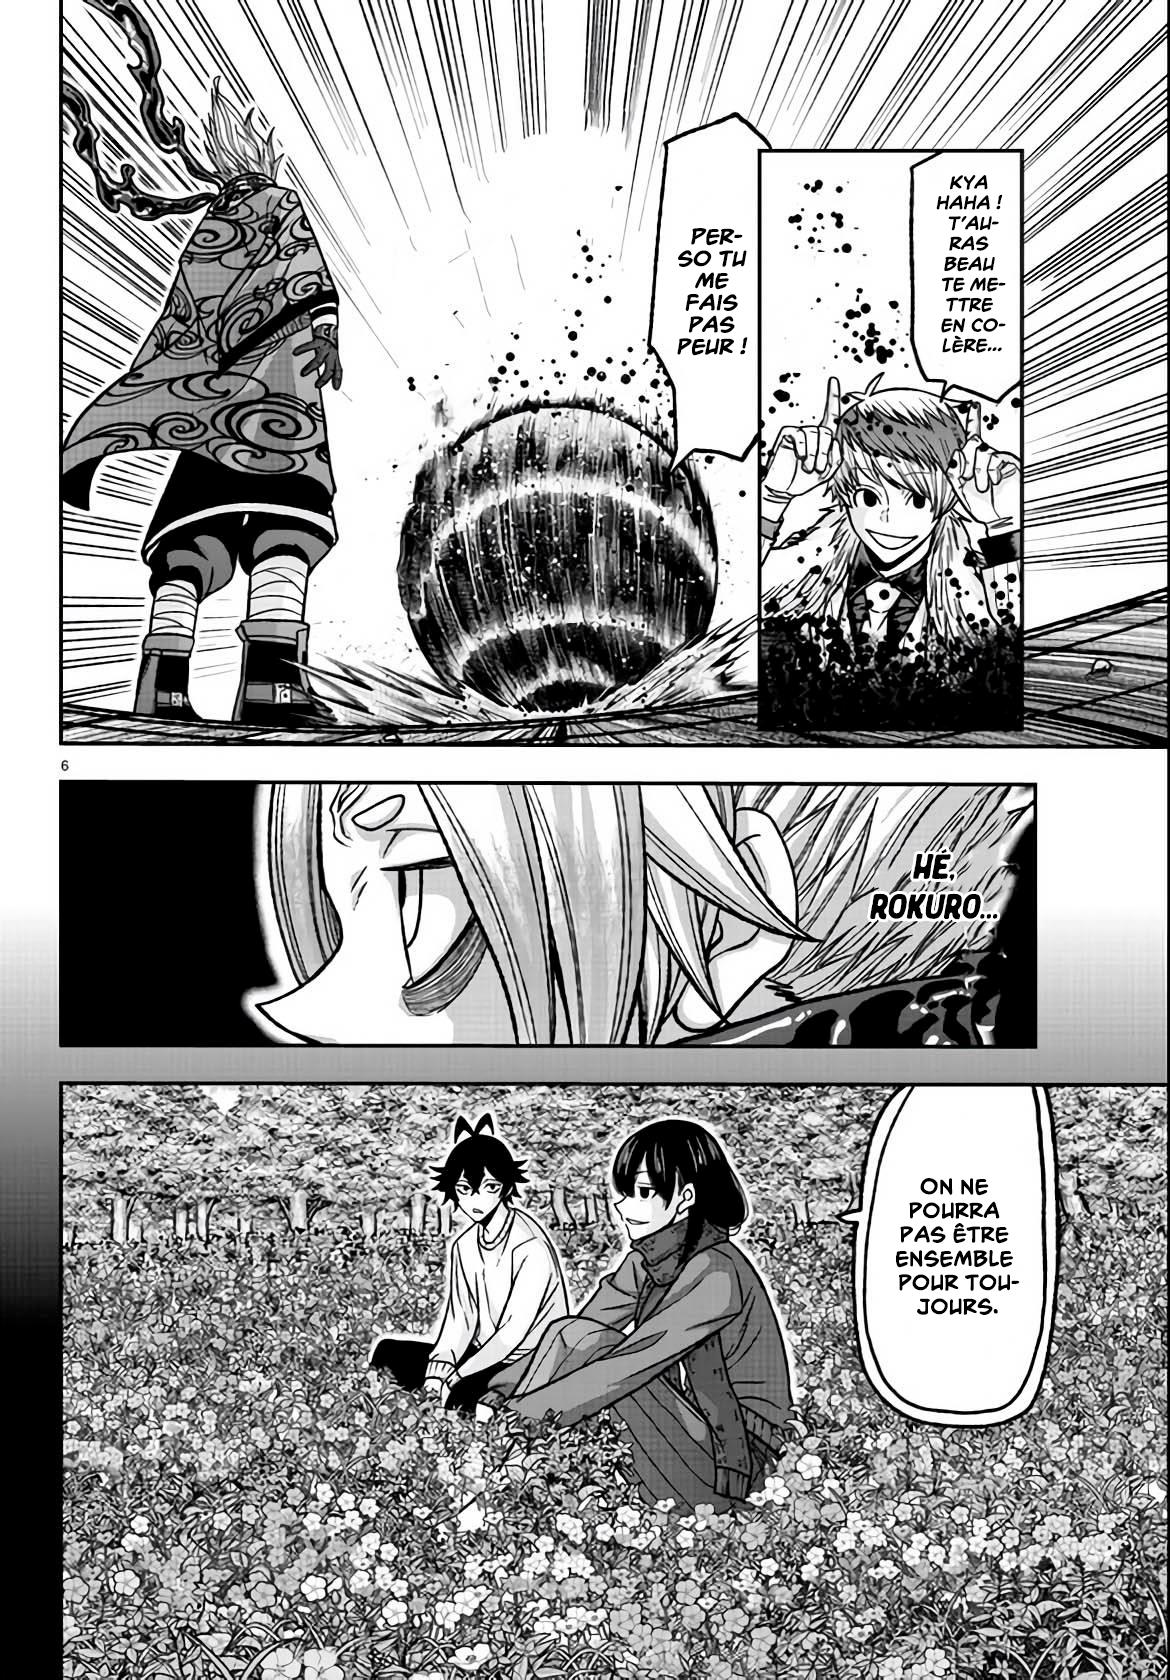 KYA
HAHA !
T'AU-
RAS
BEAU
TE ME-
TTRE
EN CO-
LÈRE...
PER-
SO TU
ME
FAIS
PAS
PEUR !
6
HÉ,
ROKURO...
ON NE
POURRA
PAS ÊTRE
ENSEMBLE
POUR TOU-
JOURS.